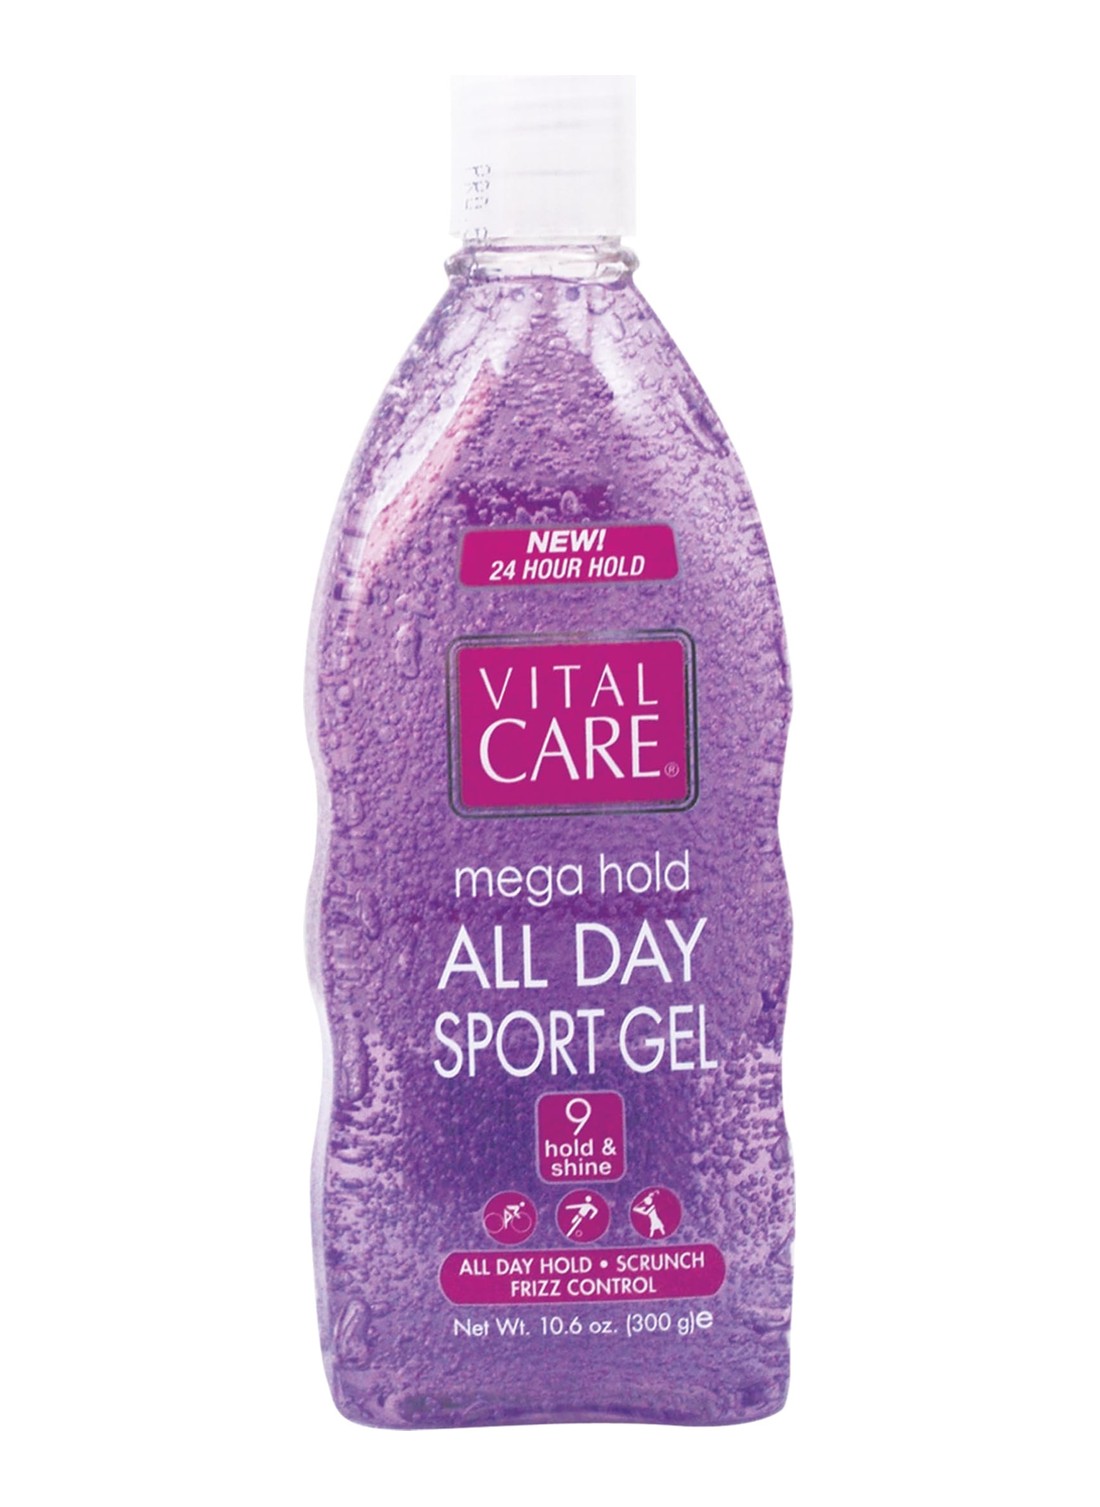 NEW!
24 HOUR HOLD
VITAL
CARE®
mega hold
ALL DAY
SPORT GEL
9
hold &
shine
ALL DAY HOLD • SCRUNCH
FRIZZ CONTROL
Net Wt. 10.6 oz. (300 g)e